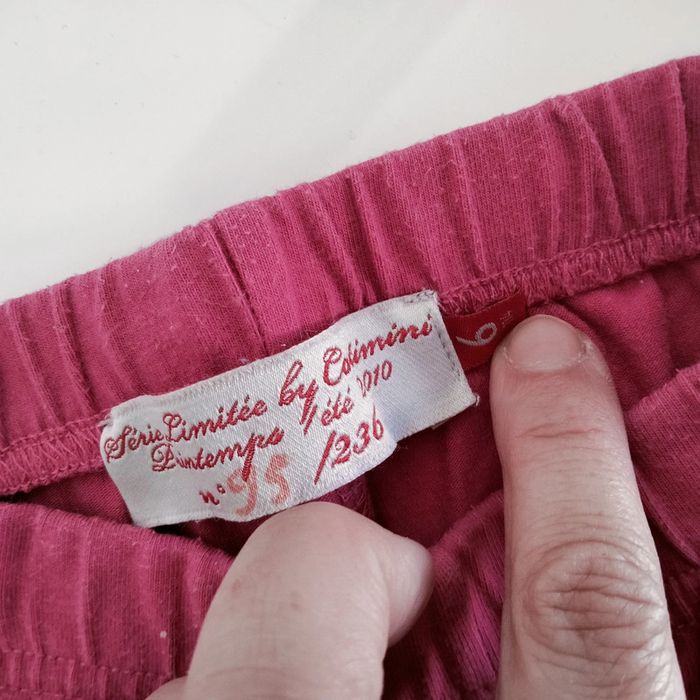 Série Limitée by Catimini
Printemps / été 2010
n° 95 /236
6